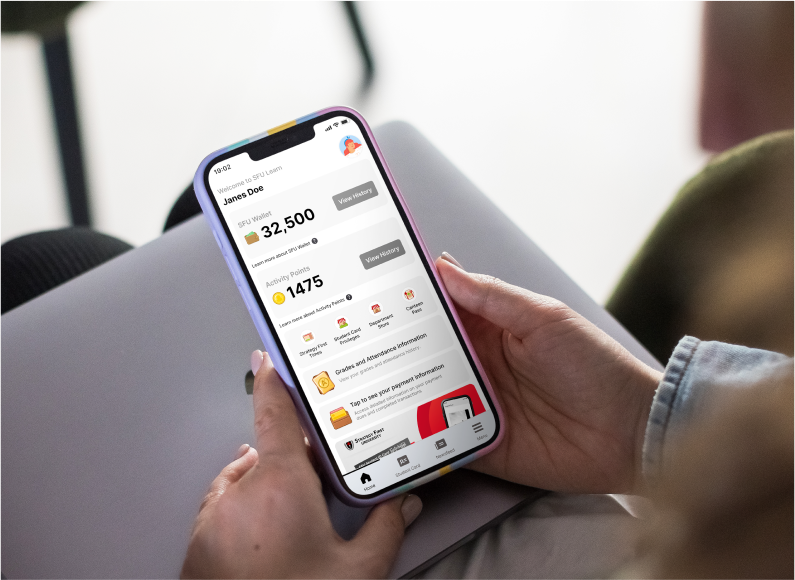 19:02
Welcome to SFU Learn
Janes Doe
SFU Wallet
32,500
View History
Learn more about SFU Wallet ?
Activity Points
1475
View History
Learn more about Activity Points ?
Strategy First
Times
Student Card
Privileges
Department
Store
Canteen
Pass
Grades and Attendance information
View your grades and attendance history.
Tap to see your payment information
Access detailed information on your payment
dues and completed transactions.
Strategy First
University
Home
Student Card
Newsfeed
Menu